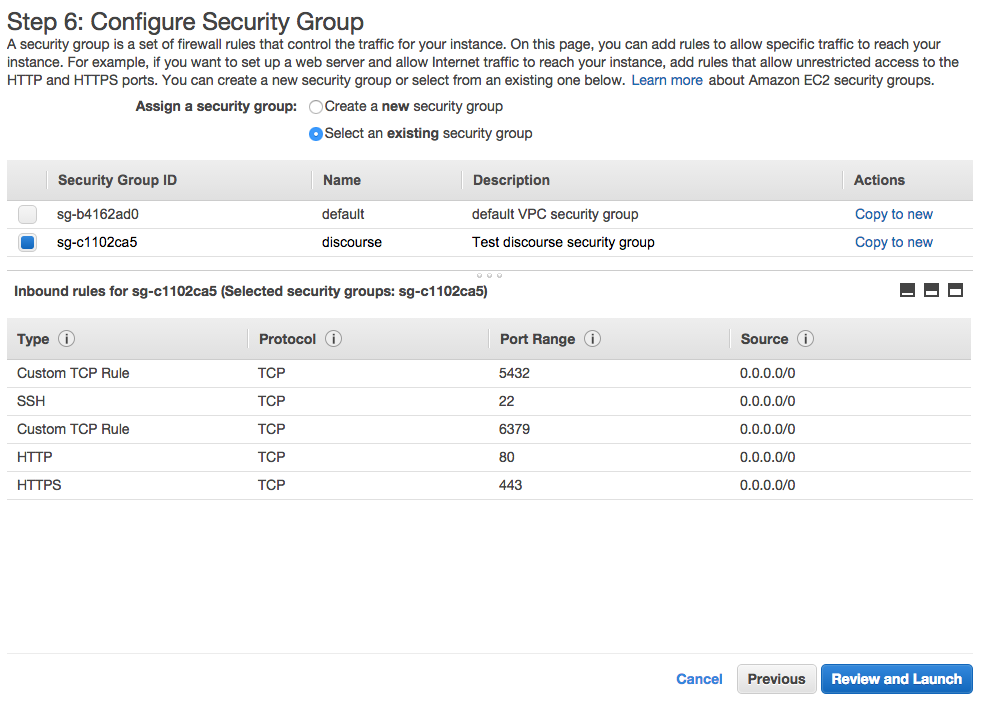 Step 6: Configure Security Group
A security group is a set of firewall rules that control the traffic for your instance. On this page, you can add rules to allow specific traffic to reach your
instance. For example, if you want to set up a web server and allow Internet traffic to reach your instance, add rules that allow unrestricted access to the
HTTP and HTTPS ports. You can create a new security group or select from an existing one below. Learn more about Amazon EC2 security groups.
Assign a security group: Create a new security group
Select an existing security group
Security Group ID Name Description Actions
sg-b4162ad0 default default VPC security group Copy to new
sg-c1102ca5 discourse Test discourse security group Copy to new
Inbound rules for sg-c1102ca5 (Selected security groups: sg-c1102ca5)
Type i Protocol i Port Range i Source i
Custom TCP Rule TCP 5432 0.0.0.0/0
SSH TCP 22 0.0.0.0/0
Custom TCP Rule TCP 6379 0.0.0.0/0
HTTP TCP 80 0.0.0.0/0
HTTPS TCP 443 0.0.0.0/0
Cancel Previous Review and Launch